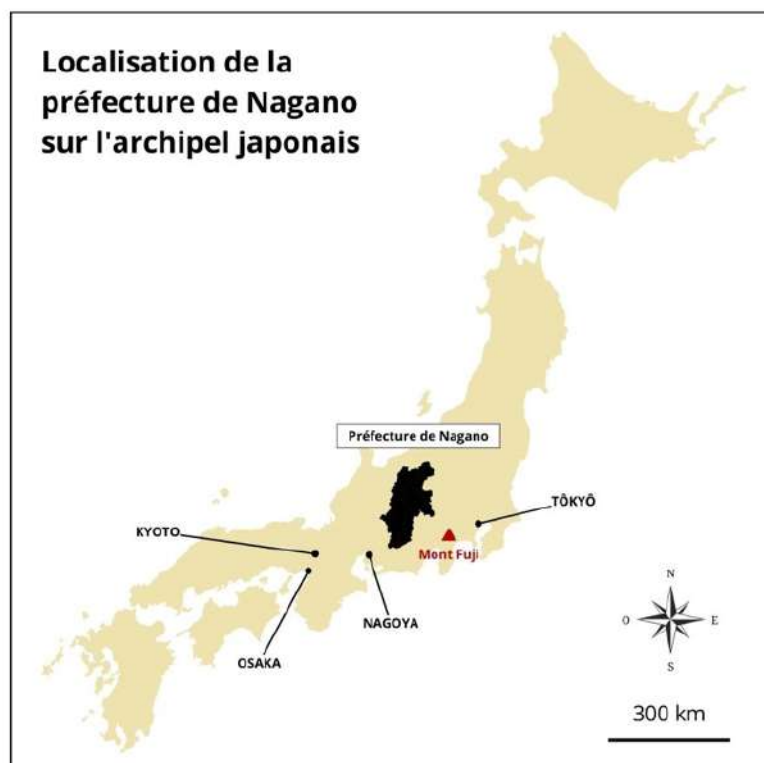 Localisation de la
préfecture de Nagano
sur l'archipel japonais
Préfecture de Nagano
TÔKYÔ
KYOTO
Mont Fuji
NAGOYA
OSAKA
N
O
E
S
300 km